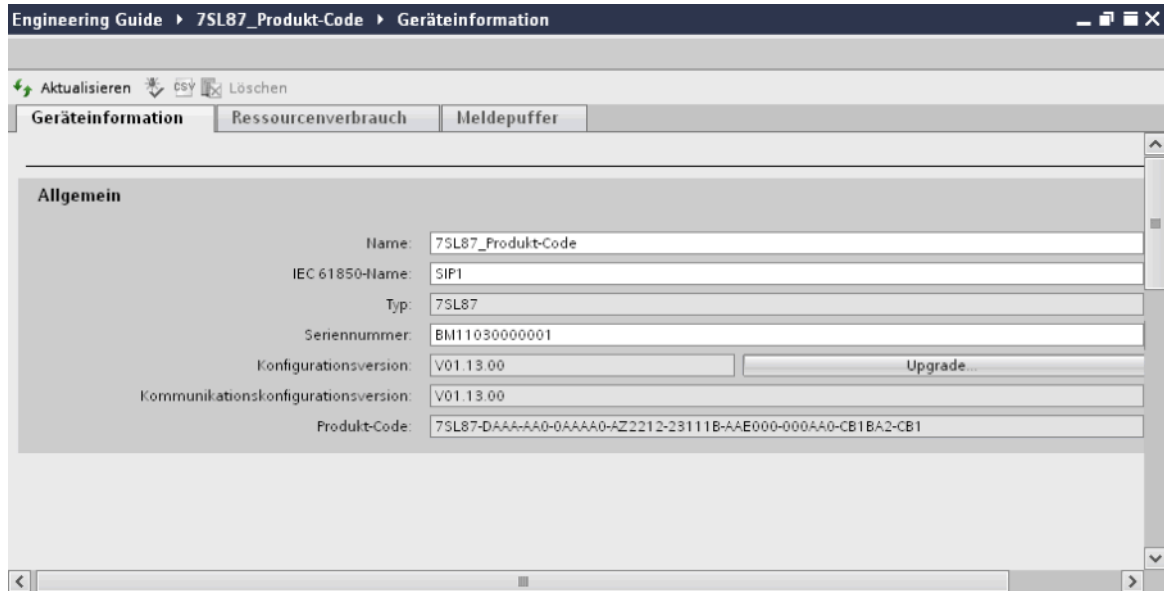 Engineering Guide ▸ 7SL87_Produkt-Code ▸ Geräteinformation
Aktualisieren CSV Löschen
Geräteinformation Ressourcenverbrauch Meldepuffer
Allgemein
Name: 7SL87_Produkt-Code
IEC 61850-Name: SIP1
Typ: 7SL87
Seriennummer: BM11030000001
Konfigurationsversion: V01.13.00 Upgrade...
Kommunikationskonfigurationsversion: V01.13.00
Produkt-Code: 7SL87-DAAA-AA0-0AAAA0-AZ2212-23111B-AAE000-000AA0-CB1BA2-CB1